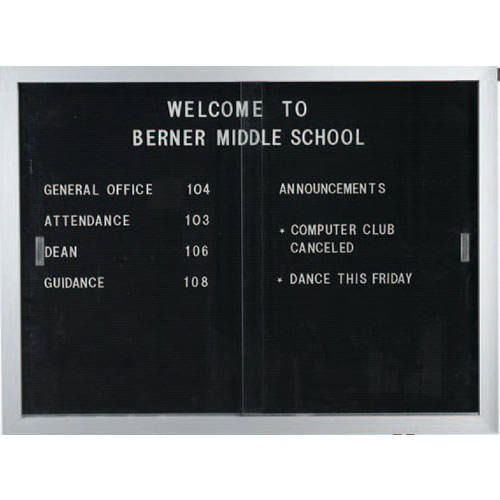 WELCOME TO
BERNER MIDDLE SCHOOL
GENERAL OFFICE 104
ATTENDANCE 103
DEAN 106
GUIDANCE 108
ANNOUNCEMENTS
* COMPUTER CLUB
CANCELED
* DANCE THIS FRIDAY